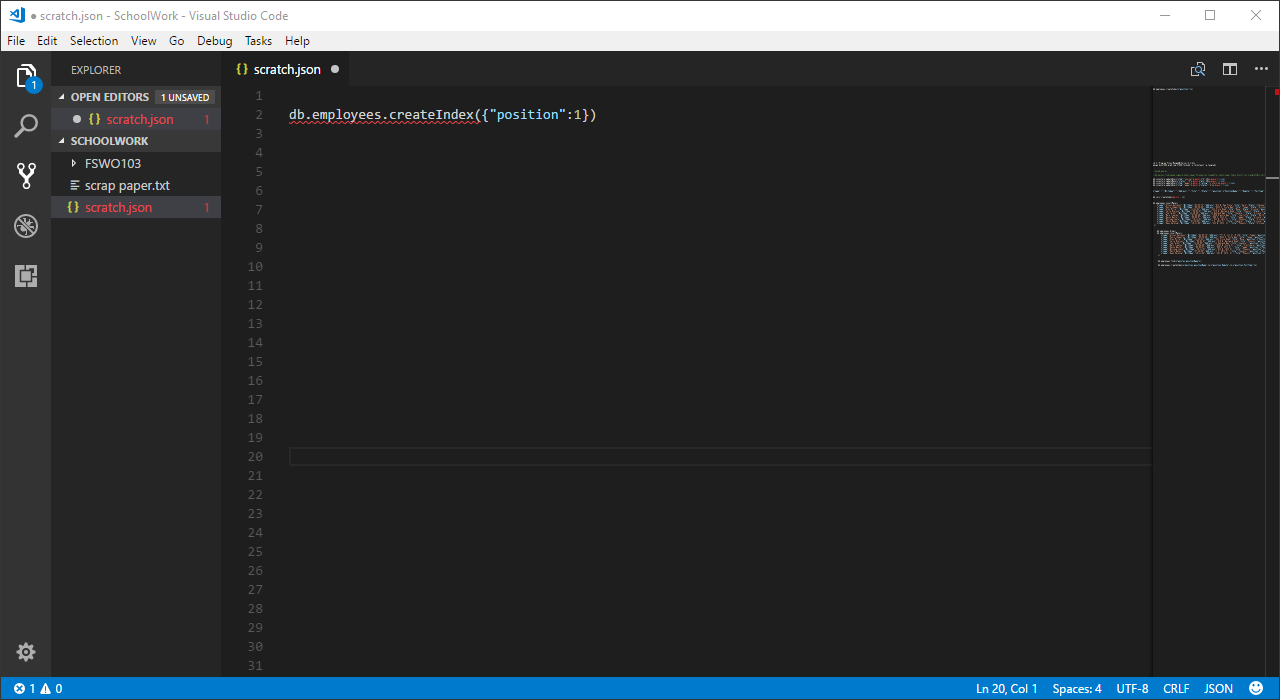 ● scratch.json - SchoolWork - Visual Studio Code
File Edit Selection View Go Debug Tasks Help
EXPLORER
OPEN EDITORS 1 UNSAVED
{} scratch.json 1
SCHOOLWORK
FSWO103
scrap paper.txt
{} scratch.json 1
1
{} scratch.json ●
1
2 db.employees.createIndex({"position":1})
3
4
5
6
7
8
9
10
11
12
13
14
15
16
17
18
19
20
21
22
23
24
25
26
27
28
29
30
31
1 0 Ln 20, Col 1 Spaces: 4 UTF-8 CRLF JSON